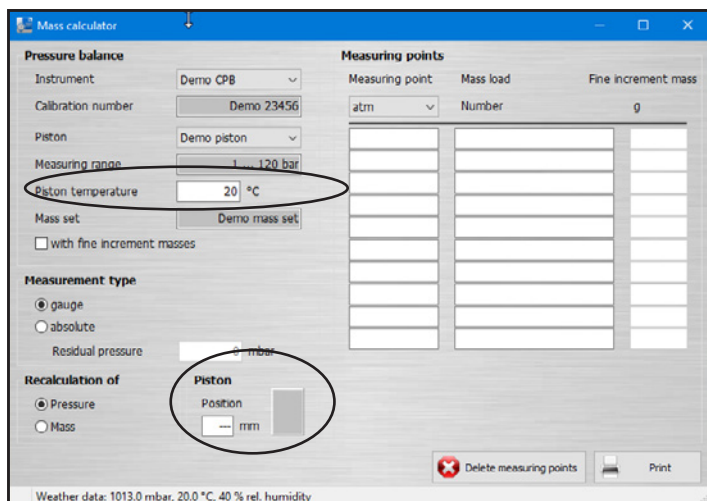 Mass calculator
Pressure balance
Instrument Demo CPB
Calibration number Demo 23456
Piston Demo piston
Measuring range 1 ... 120 bar
Piston temperature 20 °C
Mass set Demo mass set
with fine increment masses
Measurement type
gauge
absolute
Residual pressure 0 mbar
Recalculation of
Pressure
Mass
Piston
Position
--- mm
Measuring points
Measuring point Mass load Fine increment mass
atm Number g
Delete measuring points Print
Weather data: 1013.0 mbar, 20.0 °C, 40 % rel. humidity